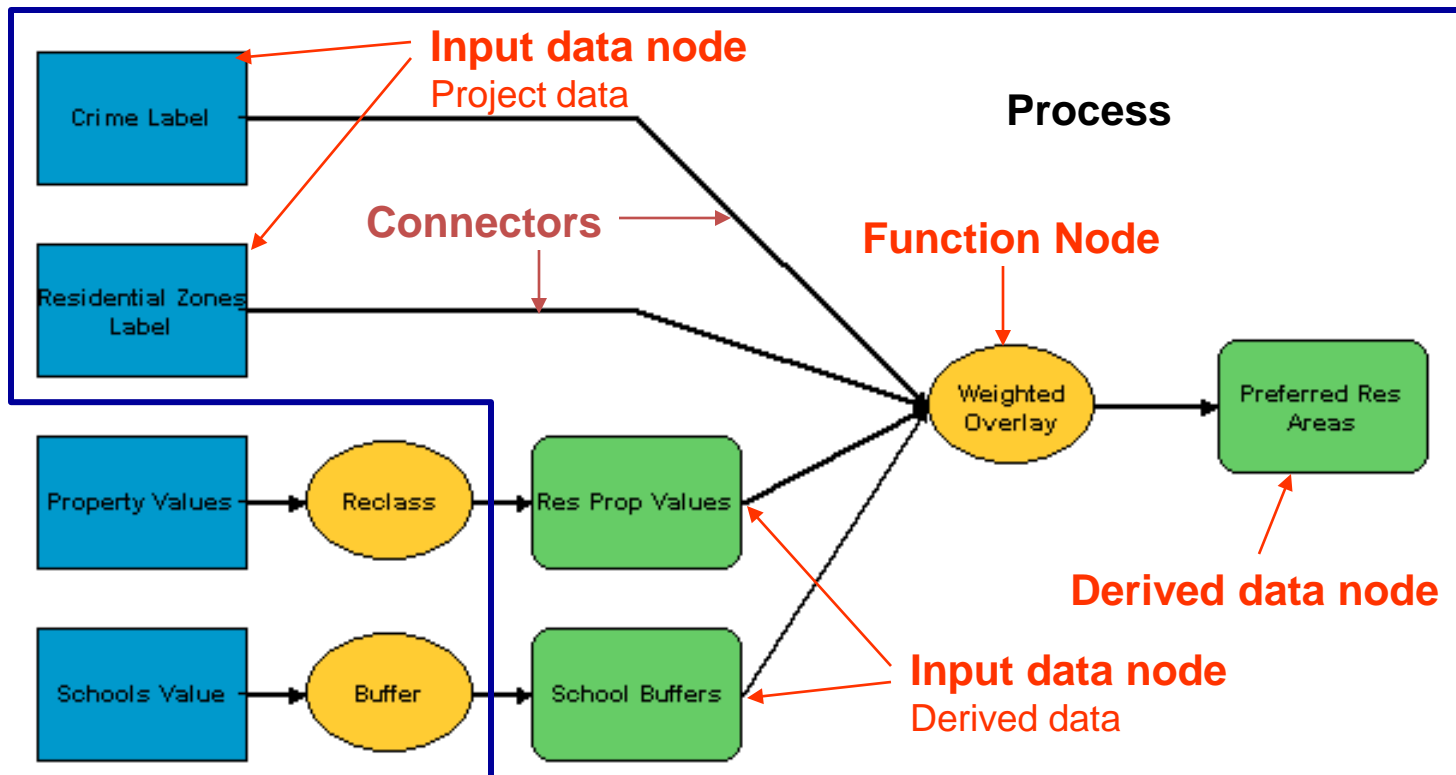 Input data node
Project data
Crime Label
Process
Connectors
Function Node
Residential Zones
Label
Weighted
Overlay
Preferred Res
Areas
Property Values
Reclass
Res Prop Values
Derived data node
Schools Value
Buffer
School Buffers
Input data node
Derived data